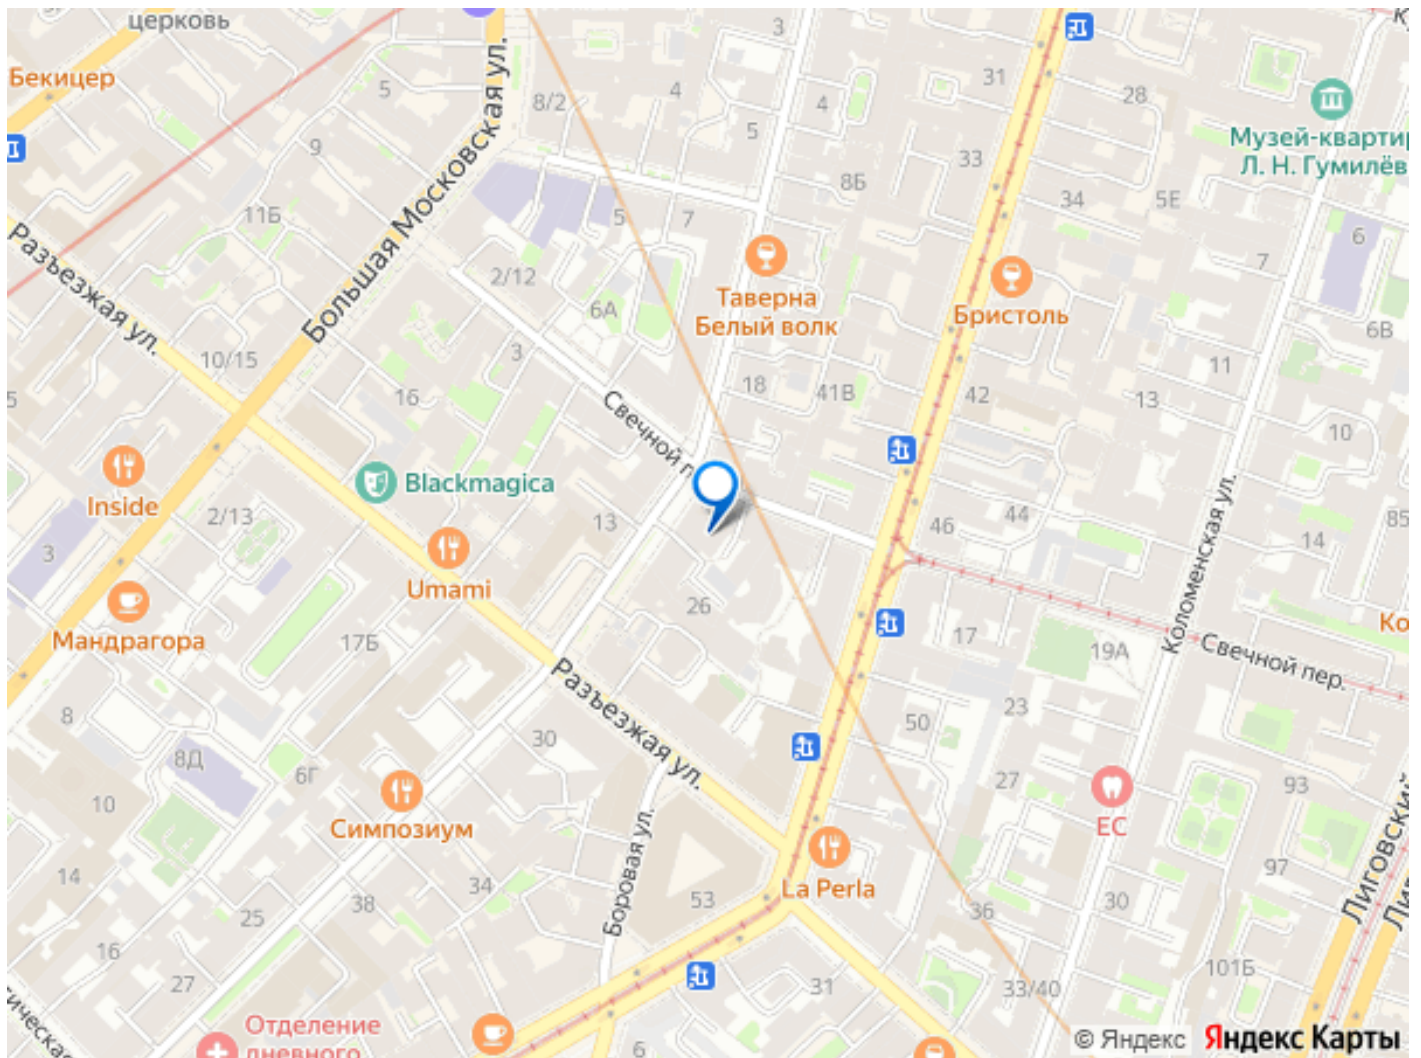 церковь
3
Бекицер
5
8/2
4
4
31
28
Большая Московская ул.
9
5
33
Музей-квартир
Л. Н. Гумилёв
8Б
34
5Е
11Б
5
7
6
Разъезжая ул.
2/12
7
6А
Таверна
Белый волк
Бристоль
6В
10/15
3
11
5
16
18
41В
42
13
Свечной п
10
Inside
Blackmagica
2/13
13
46
44
85
3
14
Umami
Коломенская ул.
Мандрагора
26
17Б
17
19А
Свечной пер.
Ко
Разъезжая ул.
8
30
50
23
8Д
6Г
27
93
10
Симпозиум
ЕС
Боровая ул.
La Perla
97
14
34
53
36
30
Лиговский
Ли
25
38
16
27
31
33/40
101Б
ическая
Отделение
дневного
6
© Яндекс Яндекс Карты